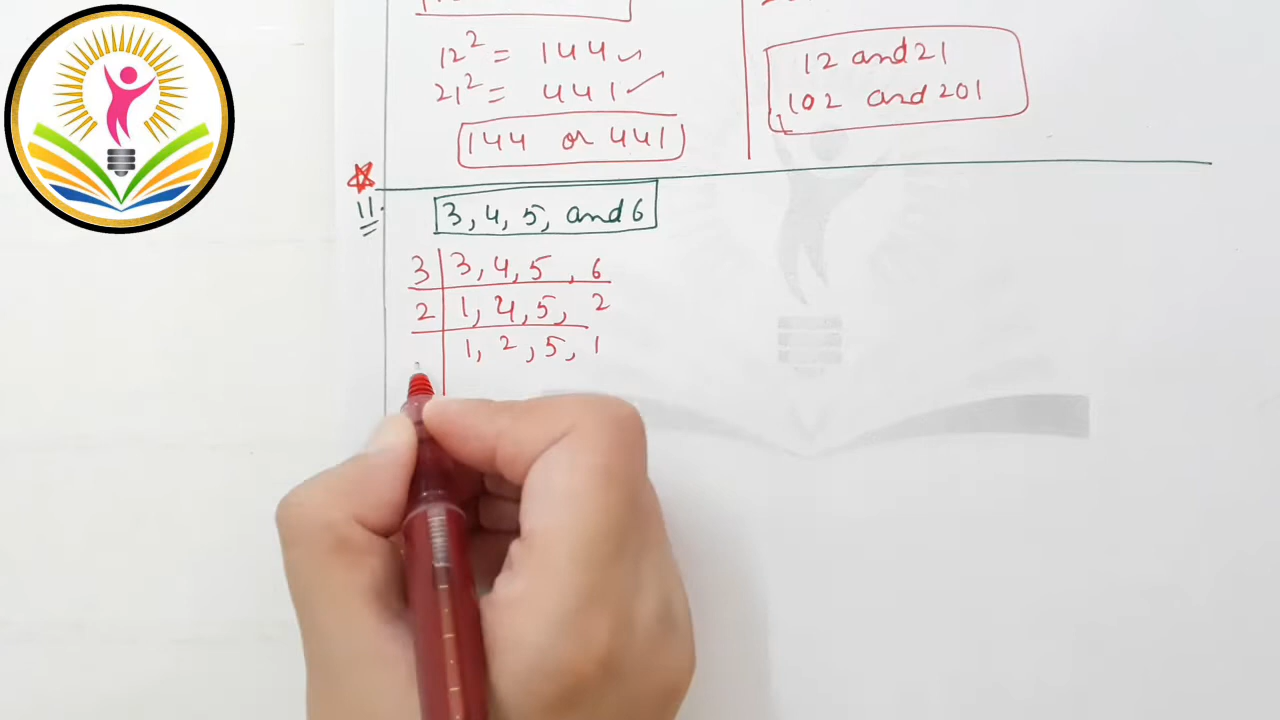 12² = 144 ✓
21² = 441 ✓
144 or 441
12 and 21
102 and 201
11.
3, 4, 5, and 6
3 | 3, 4, 5, 6
2 | 1, 4, 5, 2
1, 2, 5, 1